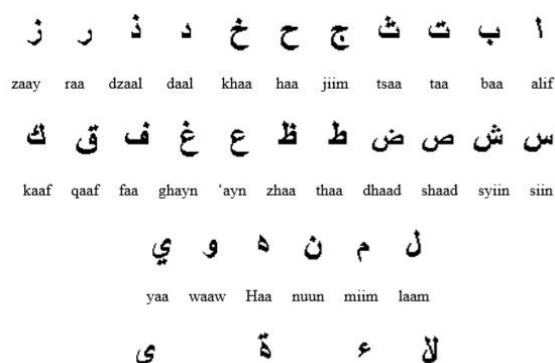 ا ب ت ث ج ح خ د ذ ر ز
zaay raa dzaal daal khaa haa jiim tsaa taa baa alif
س ش ص ض ط ظ ع غ ف ق ك
kaaf qaaf faa ghayn ‘ayn zhaa thaa dhaad shaad syiin siin
ل م ن ه و ي
yaa waaw Haa nuun miim laam
لا ء ة ى